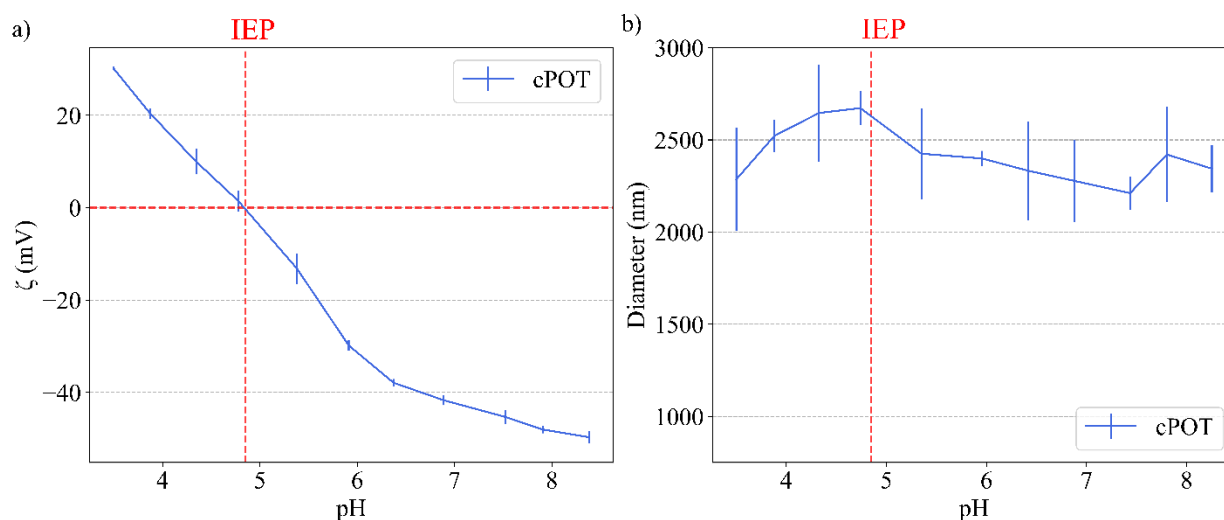 a)
IEP
cPOT
20
0
−20
−40
ζ (mV)
4
5
6
7
8
pH
b)
IEP
3000
2500
2000
1500
1000
Diameter (nm)
cPOT
4
5
6
7
8
pH